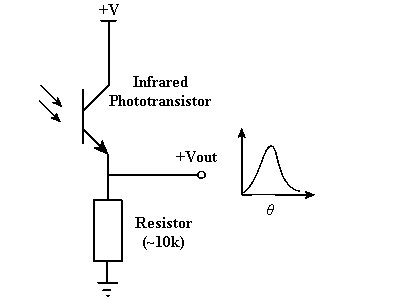 +V
Infrared
Phototransistor
+Vout
θ
Resistor
(~10k)